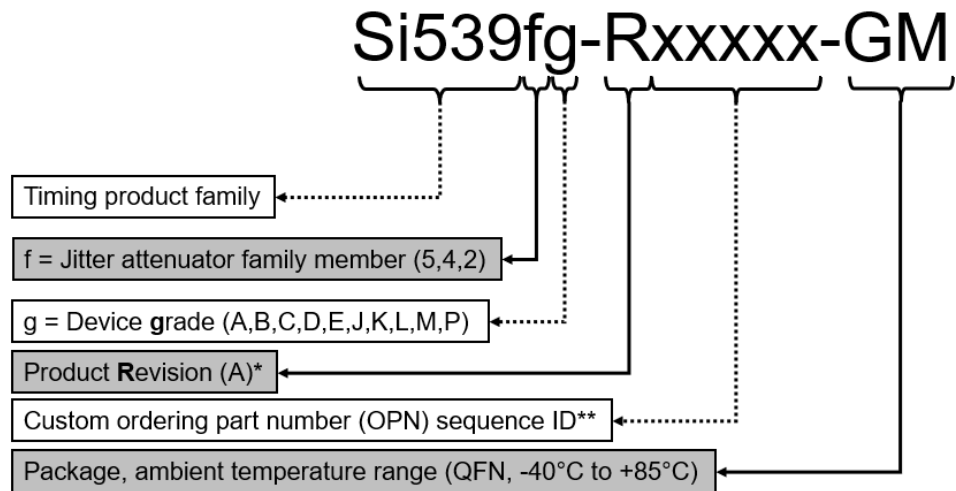 Si539fg-Rxxxxx-GM
Timing product family
f = Jitter attenuator family member (5,4,2)
g = Device grade (A,B,C,D,E,J,K,L,M,P)
Product Revision (A)*
Custom ordering part number (OPN) sequence ID**
Package, ambient temperature range (QFN, -40°C to +85°C)